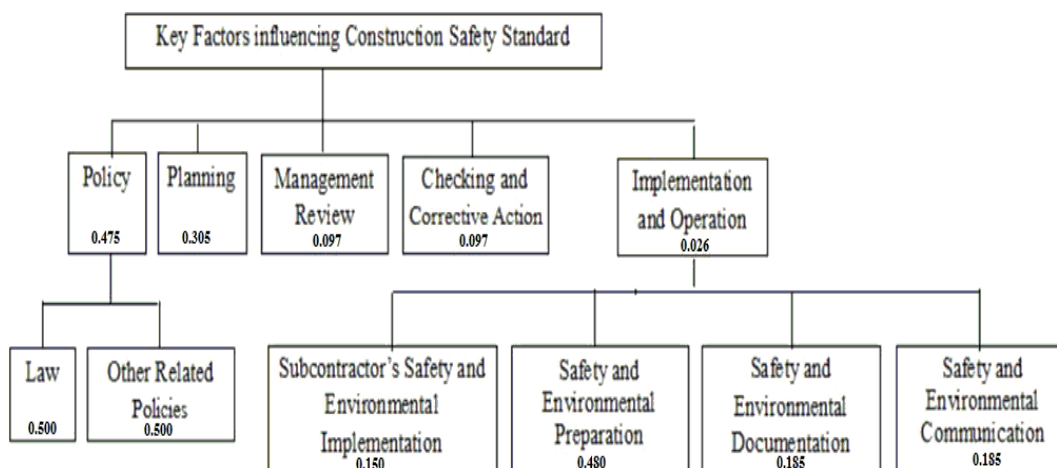 Key Factors influencing Construction Safety Standard
Policy
0.475
Planning
0.305
Management
Review
0.097
Checking and
Corrective Action
0.097
Implementation
and Operation
0.026
Law
0.500
Other Related
Policies
0.500
Subcontractor's Safety and
Environmental
Implementation
0.150
Safety and
Environmental
Preparation
0.480
Safety and
Environmental
Documentation
0.185
Safety and
Environmental
Communication
0.185